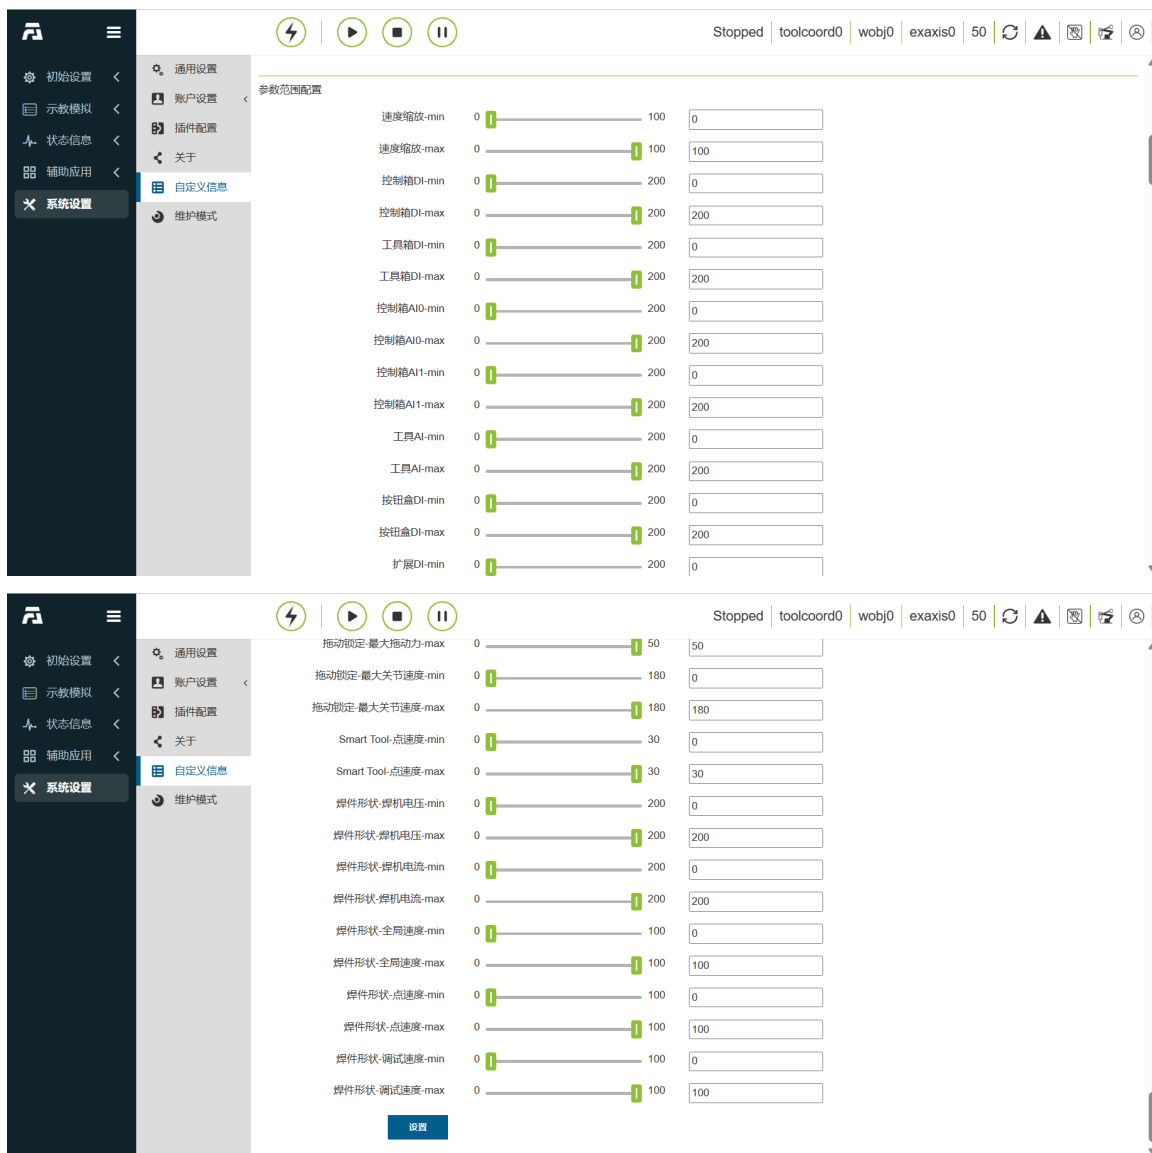 Stopped toolcoord0 wobj0 exaxis0 50
初始设置
示教模拟
状态信息
辅助应用
系统设置
通用设置
账户设置
插件配置
关于
自定义信息
维护模式
参数范围配置
速度缩放-min 0 100 0
速度缩放-max 0 100 100
控制箱DI-min 0 200 0
控制箱DI-max 0 200 200
工具箱DI-min 0 200 0
工具箱DI-max 0 200 200
控制箱AI0-min 0 200 0
控制箱AI0-max 0 200 200
控制箱AI1-min 0 200 0
控制箱AI1-max 0 200 200
工具AI-min 0 200 0
工具AI-max 0 200 200
按钮盒DI-min 0 200 0
按钮盒DI-max 0 200 200
扩展DI-min 0 200 0
Stopped toolcoord0 wobj0 exaxis0 50
初始设置
示教模拟
状态信息
辅助应用
系统设置
通用设置
账户设置
插件配置
关于
自定义信息
维护模式
拖动锁定-最大拖动力-max 0 50 50
拖动锁定-最大关节速度-min 0 180 0
拖动锁定-最大关节速度-max 0 180 180
Smart Tool-点速度-min 0 30 0
Smart Tool-点速度-max 0 30 30
焊件形状-焊机电压-min 0 200 0
焊件形状-焊机电压-max 0 200 200
焊件形状-焊机电流-min 0 200 0
焊件形状-焊机电流-max 0 200 200
焊件形状-全局速度-min 0 100 0
焊件形状-全局速度-max 0 100 100
焊件形状-点速度-min 0 100 0
焊件形状-点速度-max 0 100 100
焊件形状-调试速度-min 0 100 0
焊件形状-调试速度-max 0 100 100
设置